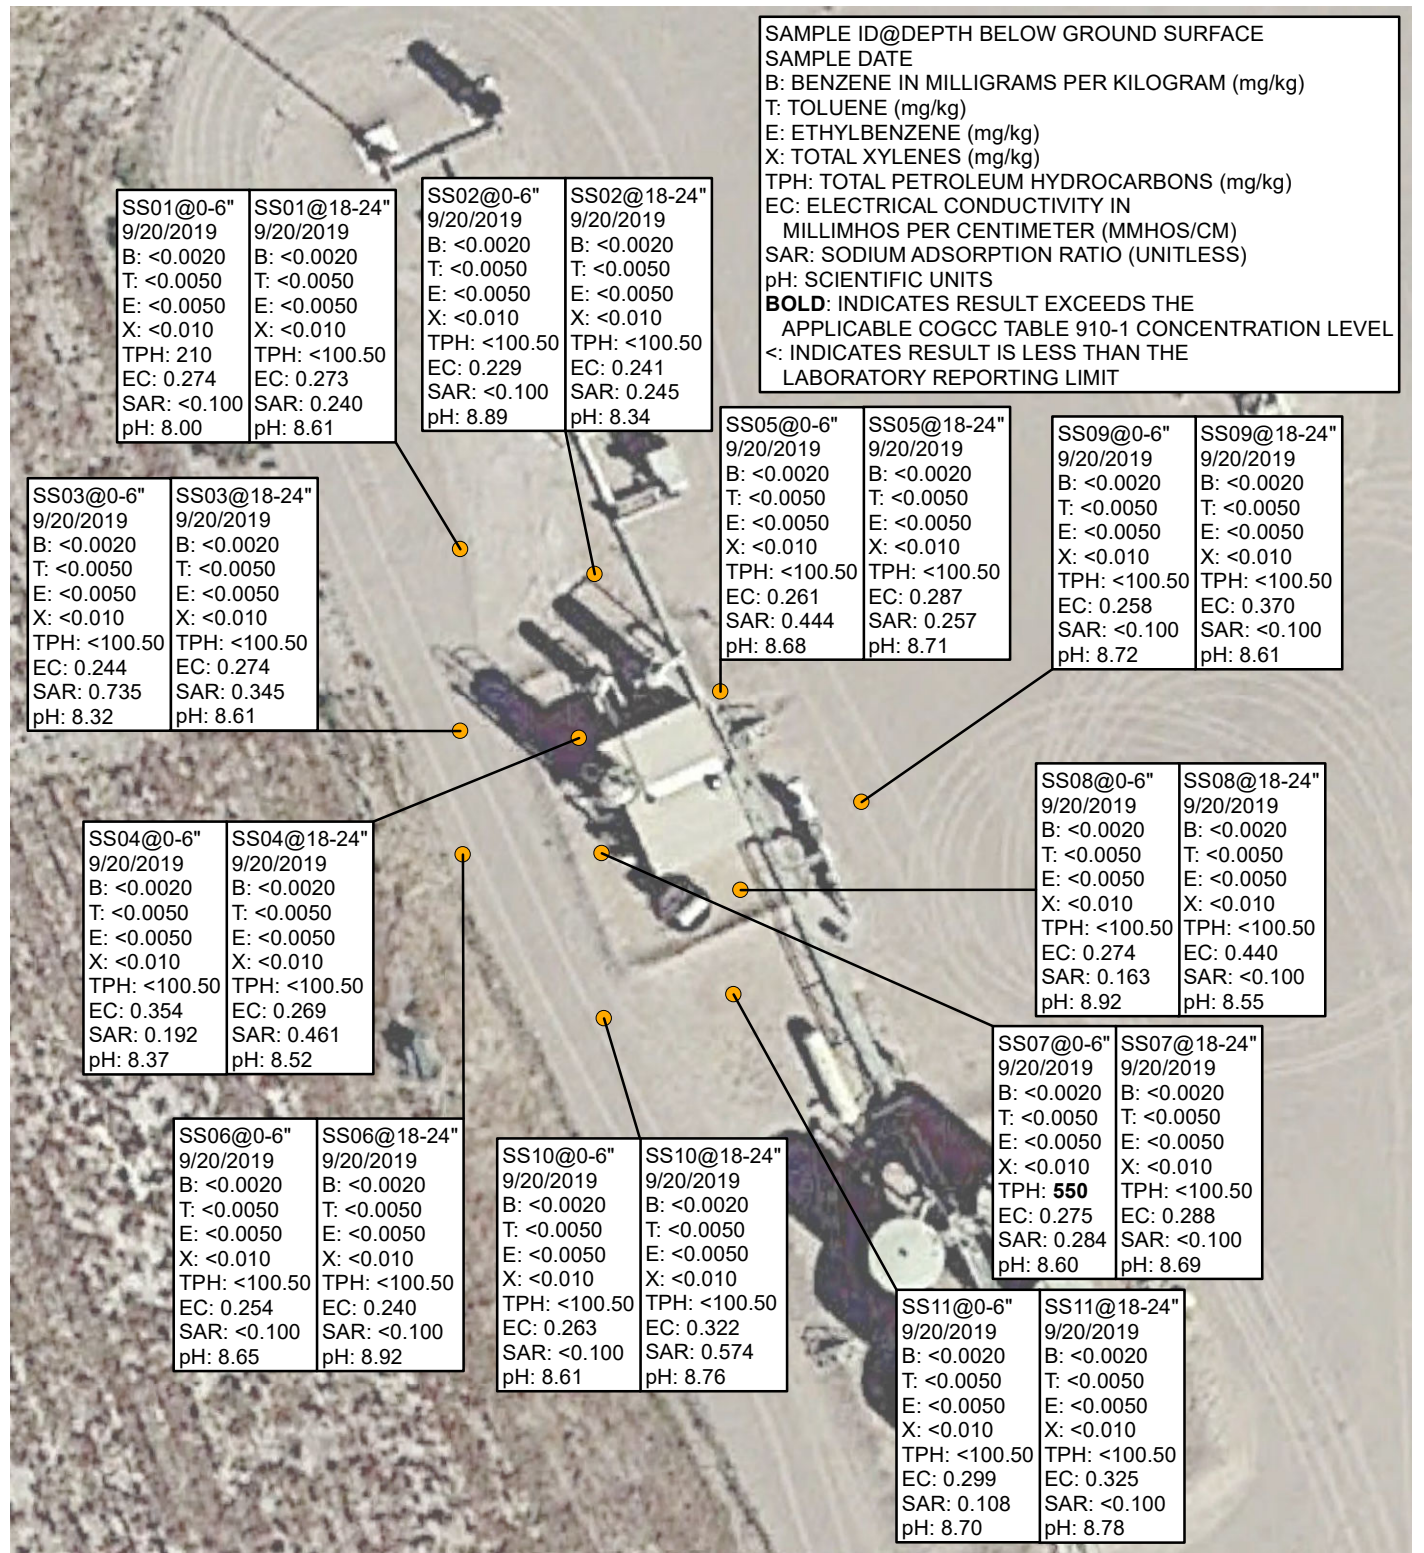 SAMPLE ID@DEPTH BELOW GROUND SURFACE
SAMPLE DATE
B: BENZENE IN MILLIGRAMS PER KILOGRAM (mg/kg)
T: TOLUENE (mg/kg)
E: ETHYLBENZENE (mg/kg)
X: TOTAL XYLENES (mg/kg)
TPH: TOTAL PETROLEUM HYDROCARBONS (mg/kg)
EC: ELECTRICAL CONDUCTIVITY IN
MILLIMHOS PER CENTIMETER (MMHOS/CM)
SAR: SODIUM ADSORPTION RATIO (UNITLESS)
pH: SCIENTIFIC UNITS
BOLD: INDICATES RESULT EXCEEDS THE
APPLICABLE COGCC TABLE 910-1 CONCENTRATION LEVEL
<: INDICATES RESULT IS LESS THAN THE
LABORATORY REPORTING LIMIT
SS01@0-6"
9/20/2019
B: <0.0020
T: <0.0050
E: <0.0050
X: <0.010
TPH: 210
EC: 0.274
SAR: <0.100
pH: 8.00
SS01@18-24"
9/20/2019
B: <0.0020
T: <0.0050
E: <0.0050
X: <0.010
TPH: <100.50
EC: 0.273
SAR: 0.240
pH: 8.61
SS02@0-6"
9/20/2019
B: <0.0020
T: <0.0050
E: <0.0050
X: <0.010
TPH: <100.50
EC: 0.229
SAR: <0.100
pH: 8.89
SS02@18-24"
9/20/2019
B: <0.0020
T: <0.0050
E: <0.0050
X: <0.010
TPH: <100.50
EC: 0.241
SAR: 0.245
pH: 8.34
SS05@0-6"
9/20/2019
B: <0.0020
T: <0.0050
E: <0.0050
X: <0.010
TPH: <100.50
EC: 0.261
SAR: 0.444
pH: 8.68
SS05@18-24"
9/20/2019
B: <0.0020
T: <0.0050
E: <0.0050
X: <0.010
TPH: <100.50
EC: 0.287
SAR: 0.257
pH: 8.71
SS09@0-6"
9/20/2019
B: <0.0020
T: <0.0050
E: <0.0050
X: <0.010
TPH: <100.50
EC: 0.258
SAR: <0.100
pH: 8.72
SS09@18-24"
9/20/2019
B: <0.0020
T: <0.0050
E: <0.0050
X: <0.010
TPH: <100.50
EC: 0.370
SAR: <0.100
pH: 8.61
SS03@0-6"
9/20/2019
B: <0.0020
T: <0.0050
E: <0.0050
X: <0.010
TPH: <100.50
EC: 0.244
SAR: 0.735
pH: 8.32
SS03@18-24"
9/20/2019
B: <0.0020
T: <0.0050
E: <0.0050
X: <0.010
TPH: <100.50
EC: 0.274
SAR: 0.345
pH: 8.61
SS08@0-6"
9/20/2019
B: <0.0020
T: <0.0050
E: <0.0050
X: <0.010
TPH: <100.50
EC: 0.274
SAR: 0.163
pH: 8.92
SS08@18-24"
9/20/2019
B: <0.0020
T: <0.0050
E: <0.0050
X: <0.010
TPH: <100.50
EC: 0.440
SAR: <0.100
pH: 8.55
SS04@0-6"
9/20/2019
B: <0.0020
T: <0.0050
E: <0.0050
X: <0.010
TPH: <100.50
EC: 0.354
SAR: 0.192
pH: 8.37
SS04@18-24"
9/20/2019
B: <0.0020
T: <0.0050
E: <0.0050
X: <0.010
TPH: <100.50
EC: 0.269
SAR: 0.461
pH: 8.52
SS07@0-6"
9/20/2019
B: <0.0020
T: <0.0050
E: <0.0050
X: <0.010
TPH: 550
EC: 0.275
SAR: 0.284
pH: 8.60
SS07@18-24"
9/20/2019
B: <0.0020
T: <0.0050
E: <0.0050
X: <0.010
TPH: <100.50
EC: 0.288
SAR: <0.100
pH: 8.69
SS06@0-6"
9/20/2019
B: <0.0020
T: <0.0050
E: <0.0050
X: <0.010
TPH: <100.50
EC: 0.254
SAR: <0.100
pH: 8.65
SS06@18-24"
9/20/2019
B: <0.0020
T: <0.0050
E: <0.0050
X: <0.010
TPH: <100.50
EC: 0.240
SAR: <0.100
pH: 8.92
SS10@0-6"
9/20/2019
B: <0.0020
T: <0.0050
E: <0.0050
X: <0.010
TPH: <100.50
EC: 0.263
SAR: <0.100
pH: 8.61
SS10@18-24"
9/20/2019
B: <0.0020
T: <0.0050
E: <0.0050
X: <0.010
TPH: <100.50
EC: 0.322
SAR: 0.574
pH: 8.76
SS11@0-6"
9/20/2019
B: <0.0020
T: <0.0050
E: <0.0050
X: <0.010
TPH: <100.50
EC: 0.299
SAR: 0.108
pH: 8.70
SS11@18-24"
9/20/2019
B: <0.0020
T: <0.0050
E: <0.0050
X: <0.010
TPH: <100.50
EC: 0.325
SAR: <0.100
pH: 8.78